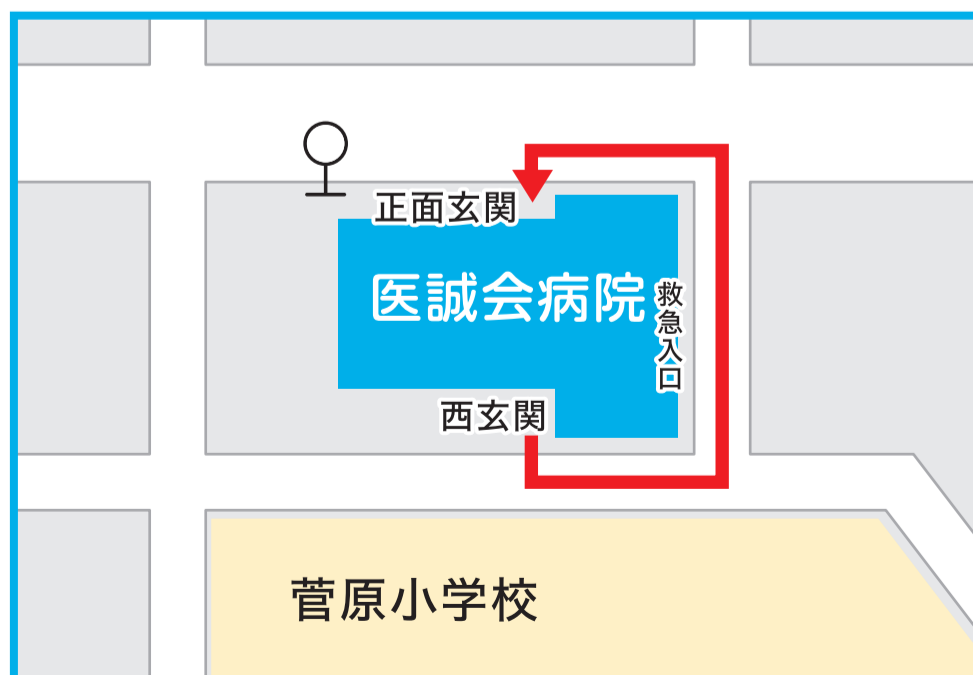 正面玄関
医誠会病院
救急入口
西玄関
菅原小学校